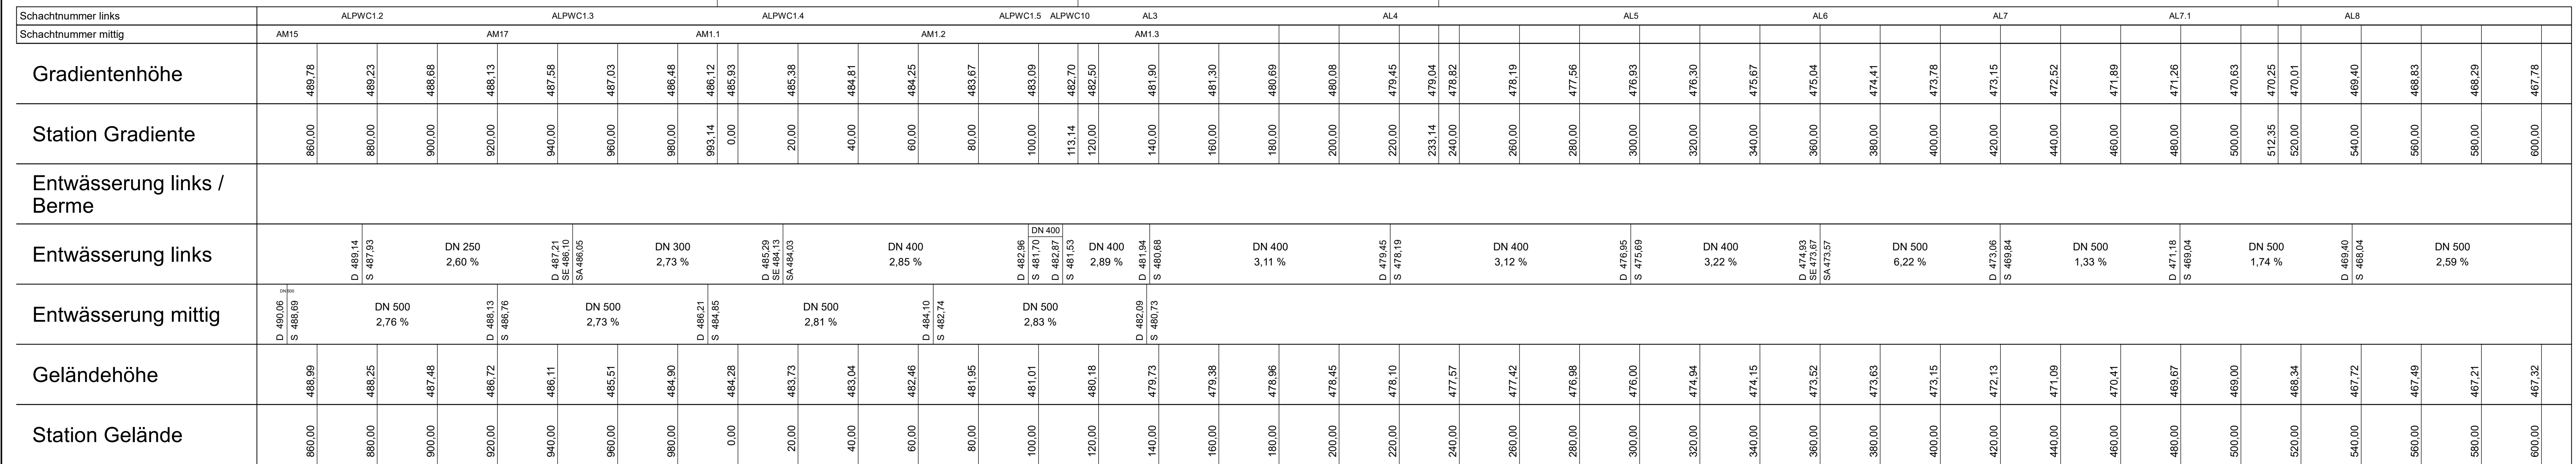 Schachtnummer links ALPWC1.2 ALPWC1.3 ALPWC1.4 ALPWC1.5 ALPWC10 AL3 AL4 AL5 AL6 AL7 AL7.1 AL8
Schachtnummer mittig AM15 AM17 AM1.1 AM1.2 AM1.3
Gradientenhöhe 489,78 489,23 488,68 488,13 487,58 487,03 486,48 486,12 485,93 485,38 484,81 484,25 483,67 483,09 482,70 482,50 481,90 481,30 480,69 480,08 479,45 479,04 478,82 478,19 477,56 476,93 476,30 475,67 475,04 474,41 473,78 473,15 472,52 471,89 471,26 470,63 470,25 470,01 469,40 468,83 468,29 467,78
Station Gradiente 860,00 880,00 900,00 920,00 940,00 960,00 980,00 993,14 0,00 20,00 40,00 60,00 80,00 100,00 113,14 120,00 140,00 160,00 180,00 200,00 220,00 233,14 240,00 260,00 280,00 300,00 320,00 340,00 360,00 380,00 400,00 420,00 440,00 460,00 480,00 500,00 512,35 520,00 540,00 560,00 580,00 600,00
Entwässerung links /
Berme
Entwässerung links
D 489,14
S 487,93
DN 250
2,60 %
D 487,21
SE 486,10
SA 486,05
DN 300
2,73 %
D 485,29
SE 484,13
SA 484,03
DN 400
2,85 %
DN 400
D 482,96
S 481,70
D 482,87
S 481,53
DN 400
2,89 %
D 481,94
S 480,68
DN 400
3,11 %
D 479,45
S 478,19
DN 400
3,12 %
D 476,95
S 475,69
DN 400
3,22 %
D 474,93
SE 473,67
SA 473,57
DN 500
6,22 %
D 473,06
S 469,84
DN 500
1,33 %
D 471,18
S 469,04
DN 500
1,74 %
D 469,40
S 468,04
DN 500
2,59 %
Entwässerung mittig
DN 500
D 490,06
S 488,69
DN 500
2,76 %
D 488,13
S 486,76
DN 500
2,73 %
D 486,21
S 484,85
DN 500
2,81 %
D 484,10
S 482,74
DN 500
2,83 %
D 482,09
S 480,73
Geländehöhe 488,99 488,25 487,48 486,72 486,11 485,51 484,90 484,28 483,73 483,04 482,46 481,95 481,01 480,18 479,73 479,38 478,96 478,45 478,10 477,57 477,42 476,98 476,00 474,94 474,15 473,52 473,63 473,15 472,13 471,09 470,41 469,67 469,00 468,34 467,72 467,49 467,21 467,32
Station Gelände 860,00 880,00 900,00 920,00 940,00 960,00 980,00 0,00 20,00 40,00 60,00 80,00 100,00 120,00 140,00 160,00 180,00 200,00 220,00 240,00 260,00 280,00 300,00 320,00 340,00 360,00 380,00 400,00 420,00 440,00 460,00 480,00 500,00 520,00 540,00 560,00 580,00 600,00